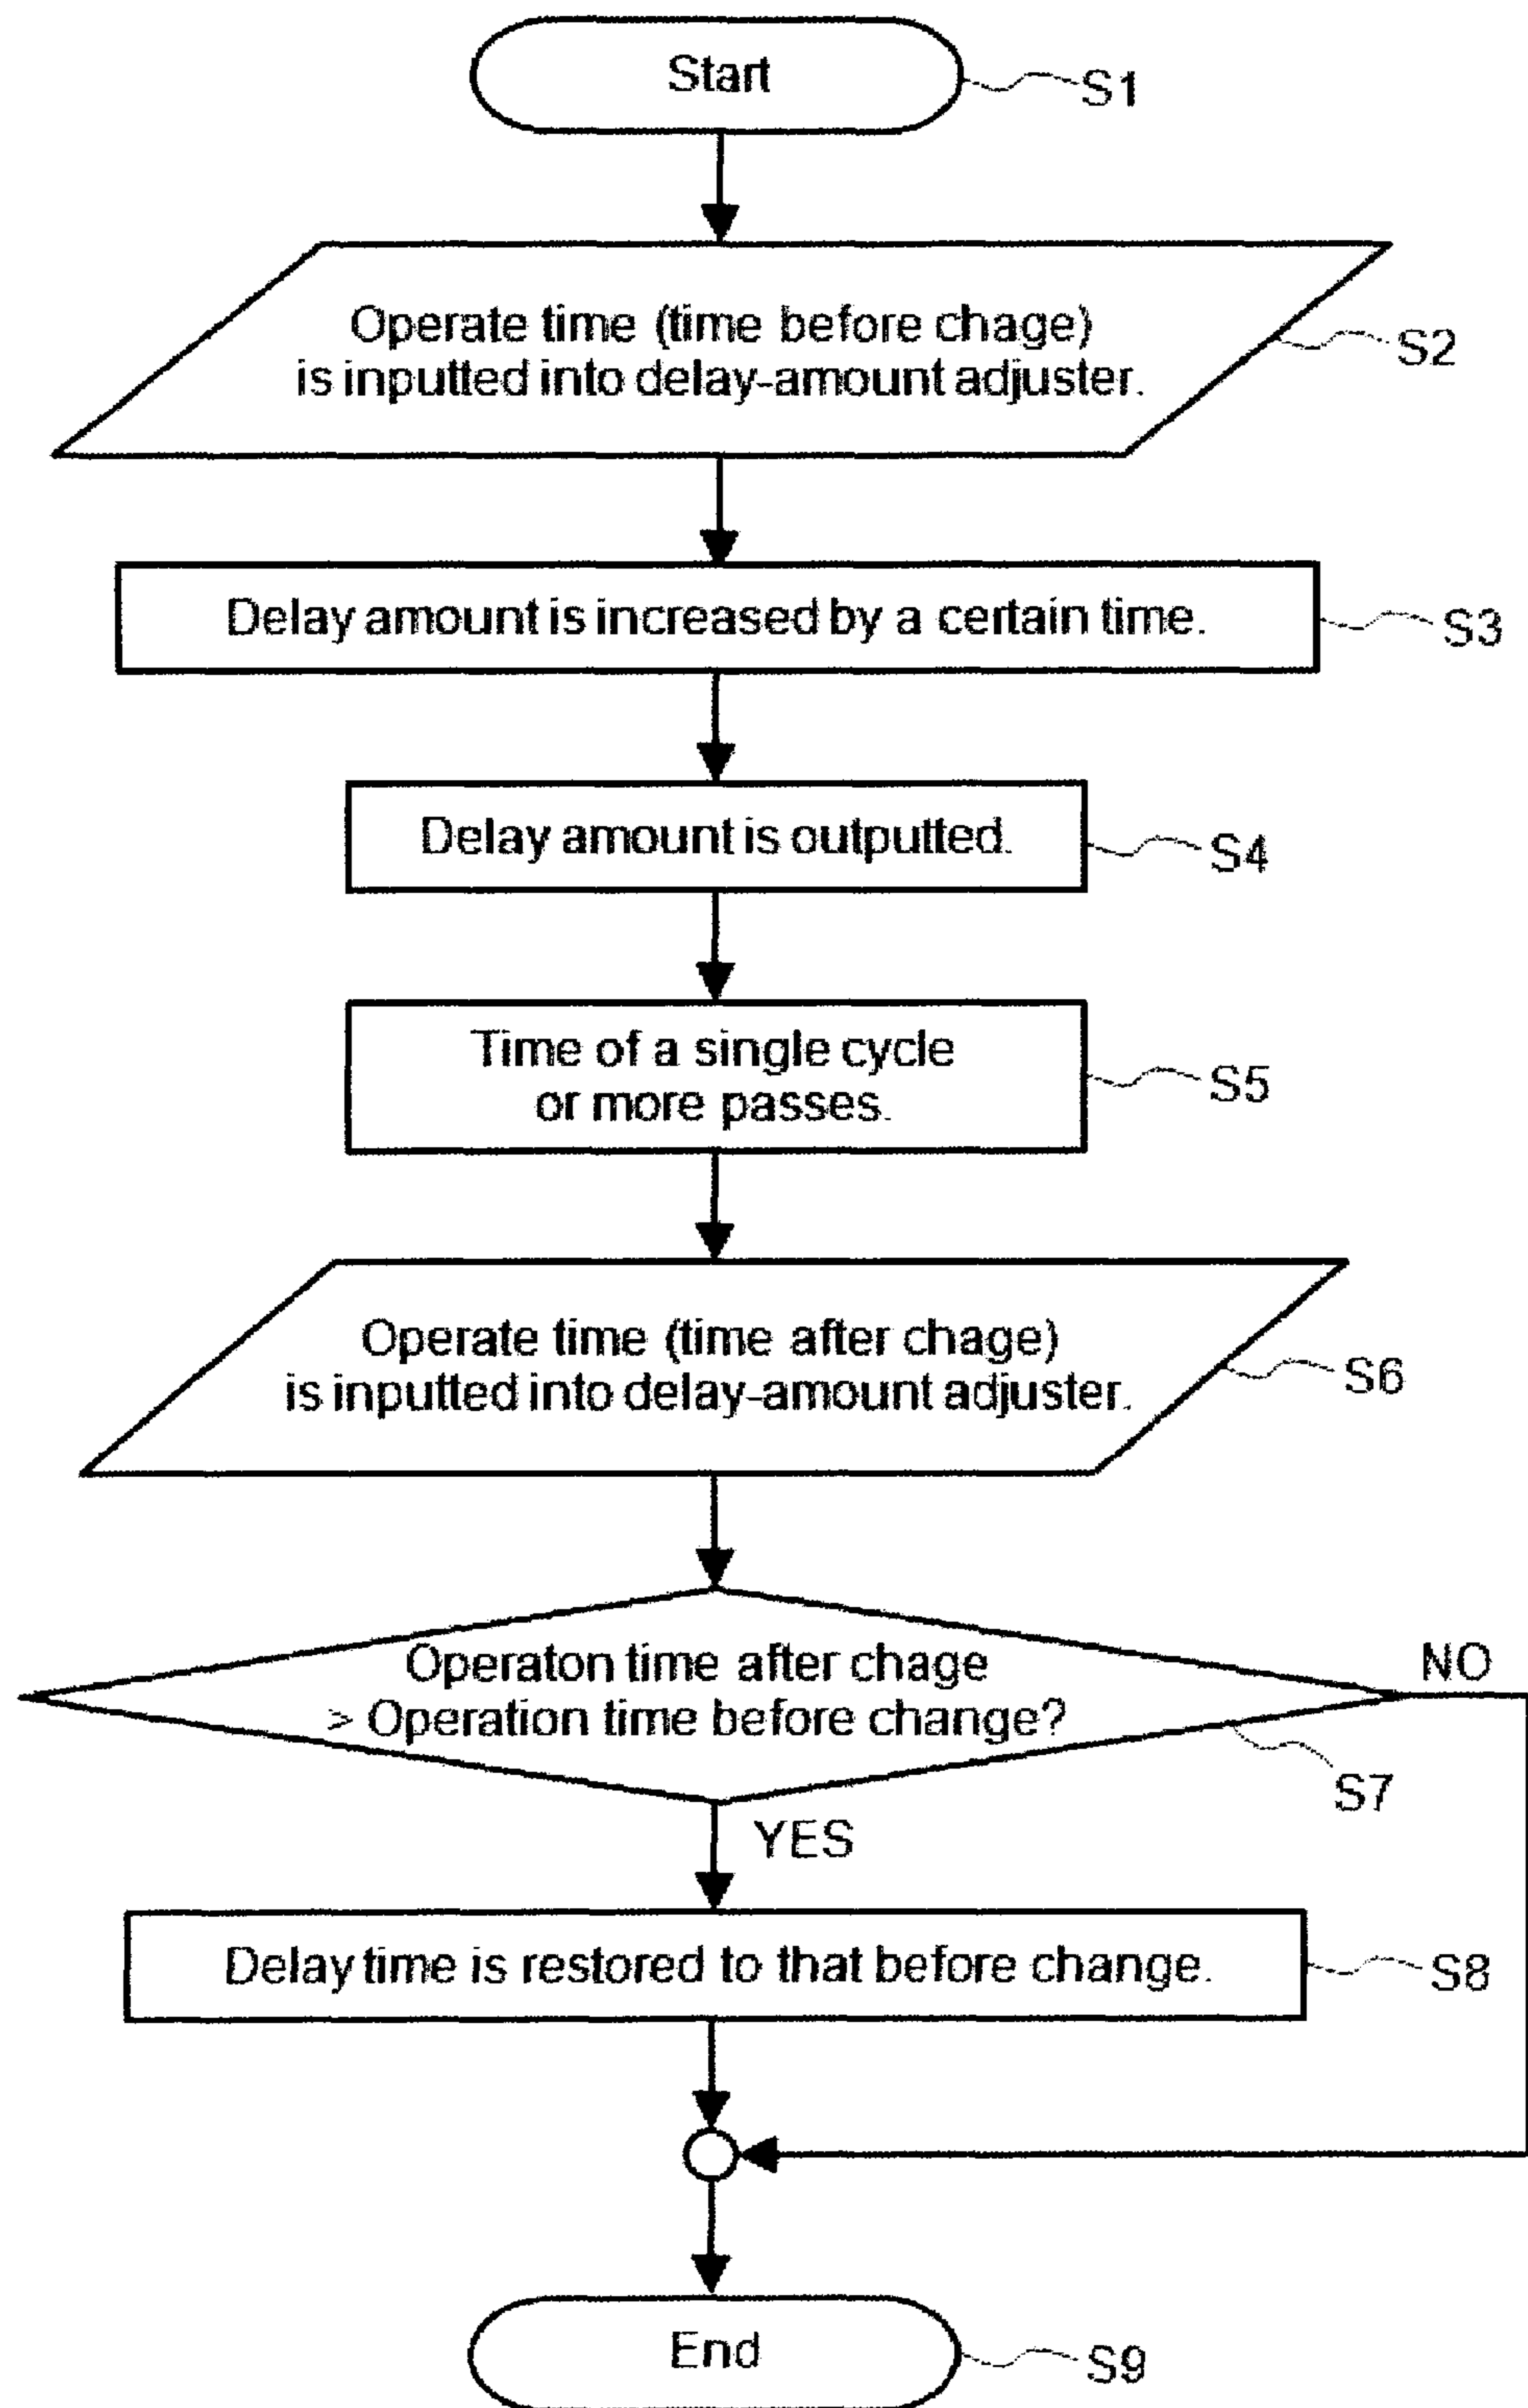 Start
S1
Operate time (time before chage)
is inputted into delay-amount adjuster.
S2
Delay amount is increased by a certain time.
S3
Delay amount is outputted.
S4
Time of a single cycle
or more passes.
S5
Operate time (time after chage)
is inputted into delay-amount adjuster.
S6
Operaton time after chage
> Operation time before change?
NO
S7
YES
Delay time is restored to that before change.
S8
End
S9